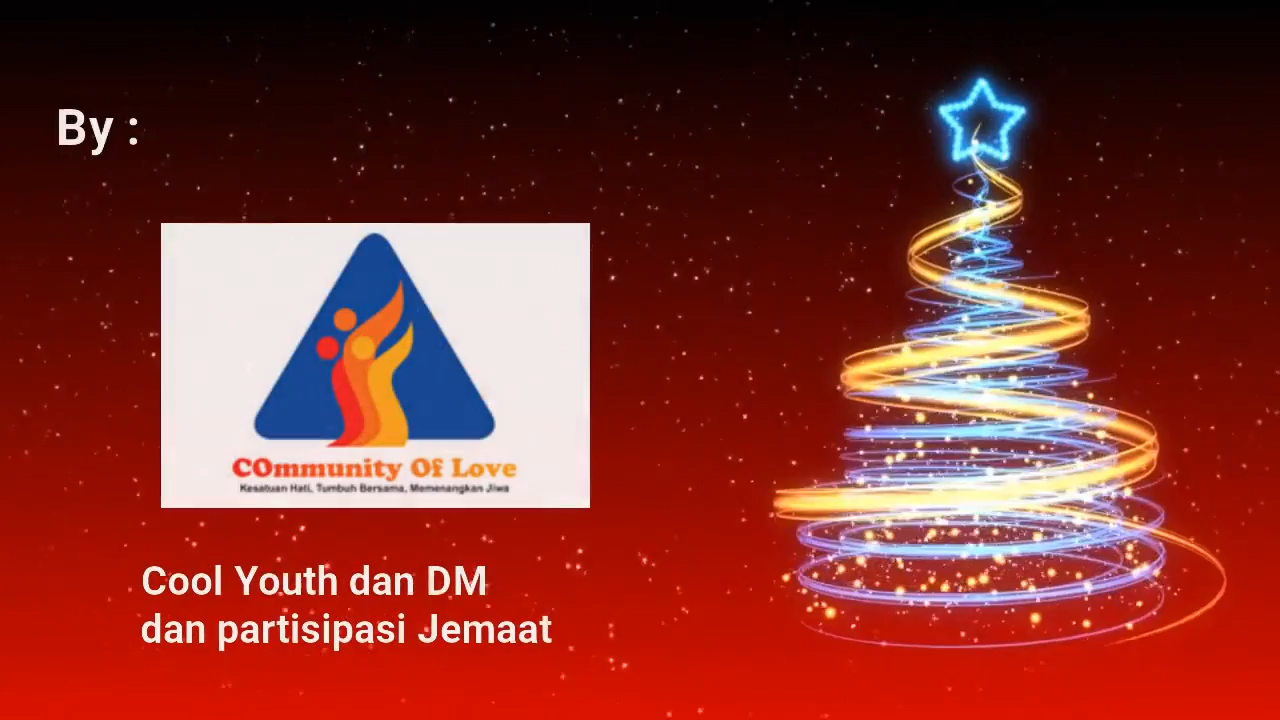 By :
COmmunity Of Love
Kesatuan Hati, Tumbuh Bersama, Memenangkan Jiwa
Cool Youth dan DM
dan partisipasi Jemaat